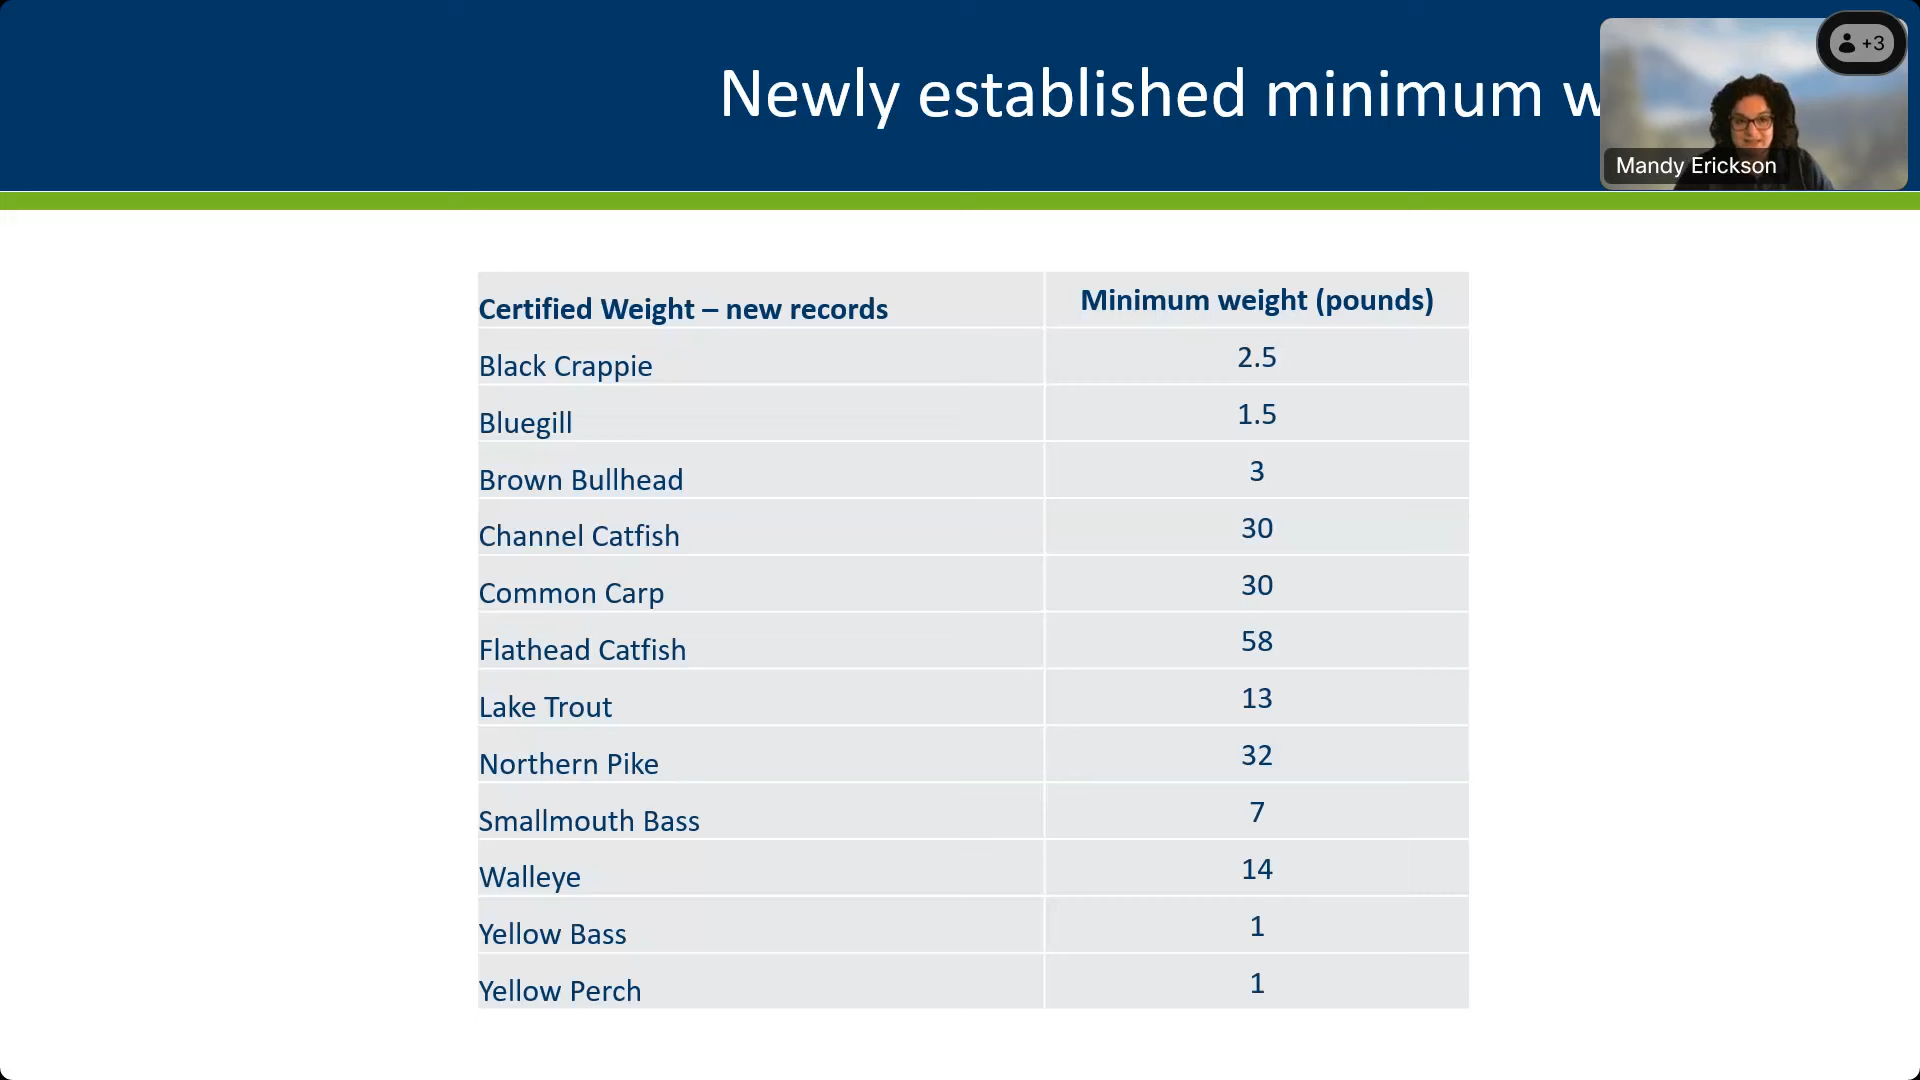 Newly established minimum
+3
Mandy Erickson
Certified Weight – new records Minimum weight (pounds)
Black Crappie 2.5
Bluegill 1.5
Brown Bullhead 3
Channel Catfish 30
Common Carp 30
Flathead Catfish 58
Lake Trout 13
Northern Pike 32
Smallmouth Bass 7
Walleye 14
Yellow Bass 1
Yellow Perch 1